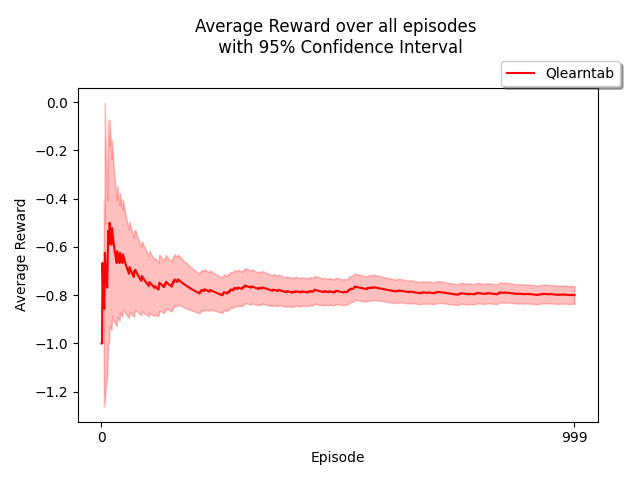 Average Reward over all episodes
with 95% Confidence Interval
Qlearntab
0.0
−0.2
−0.4
−0.6
−0.8
−1.0
−1.2
Average Reward
0
999
Episode